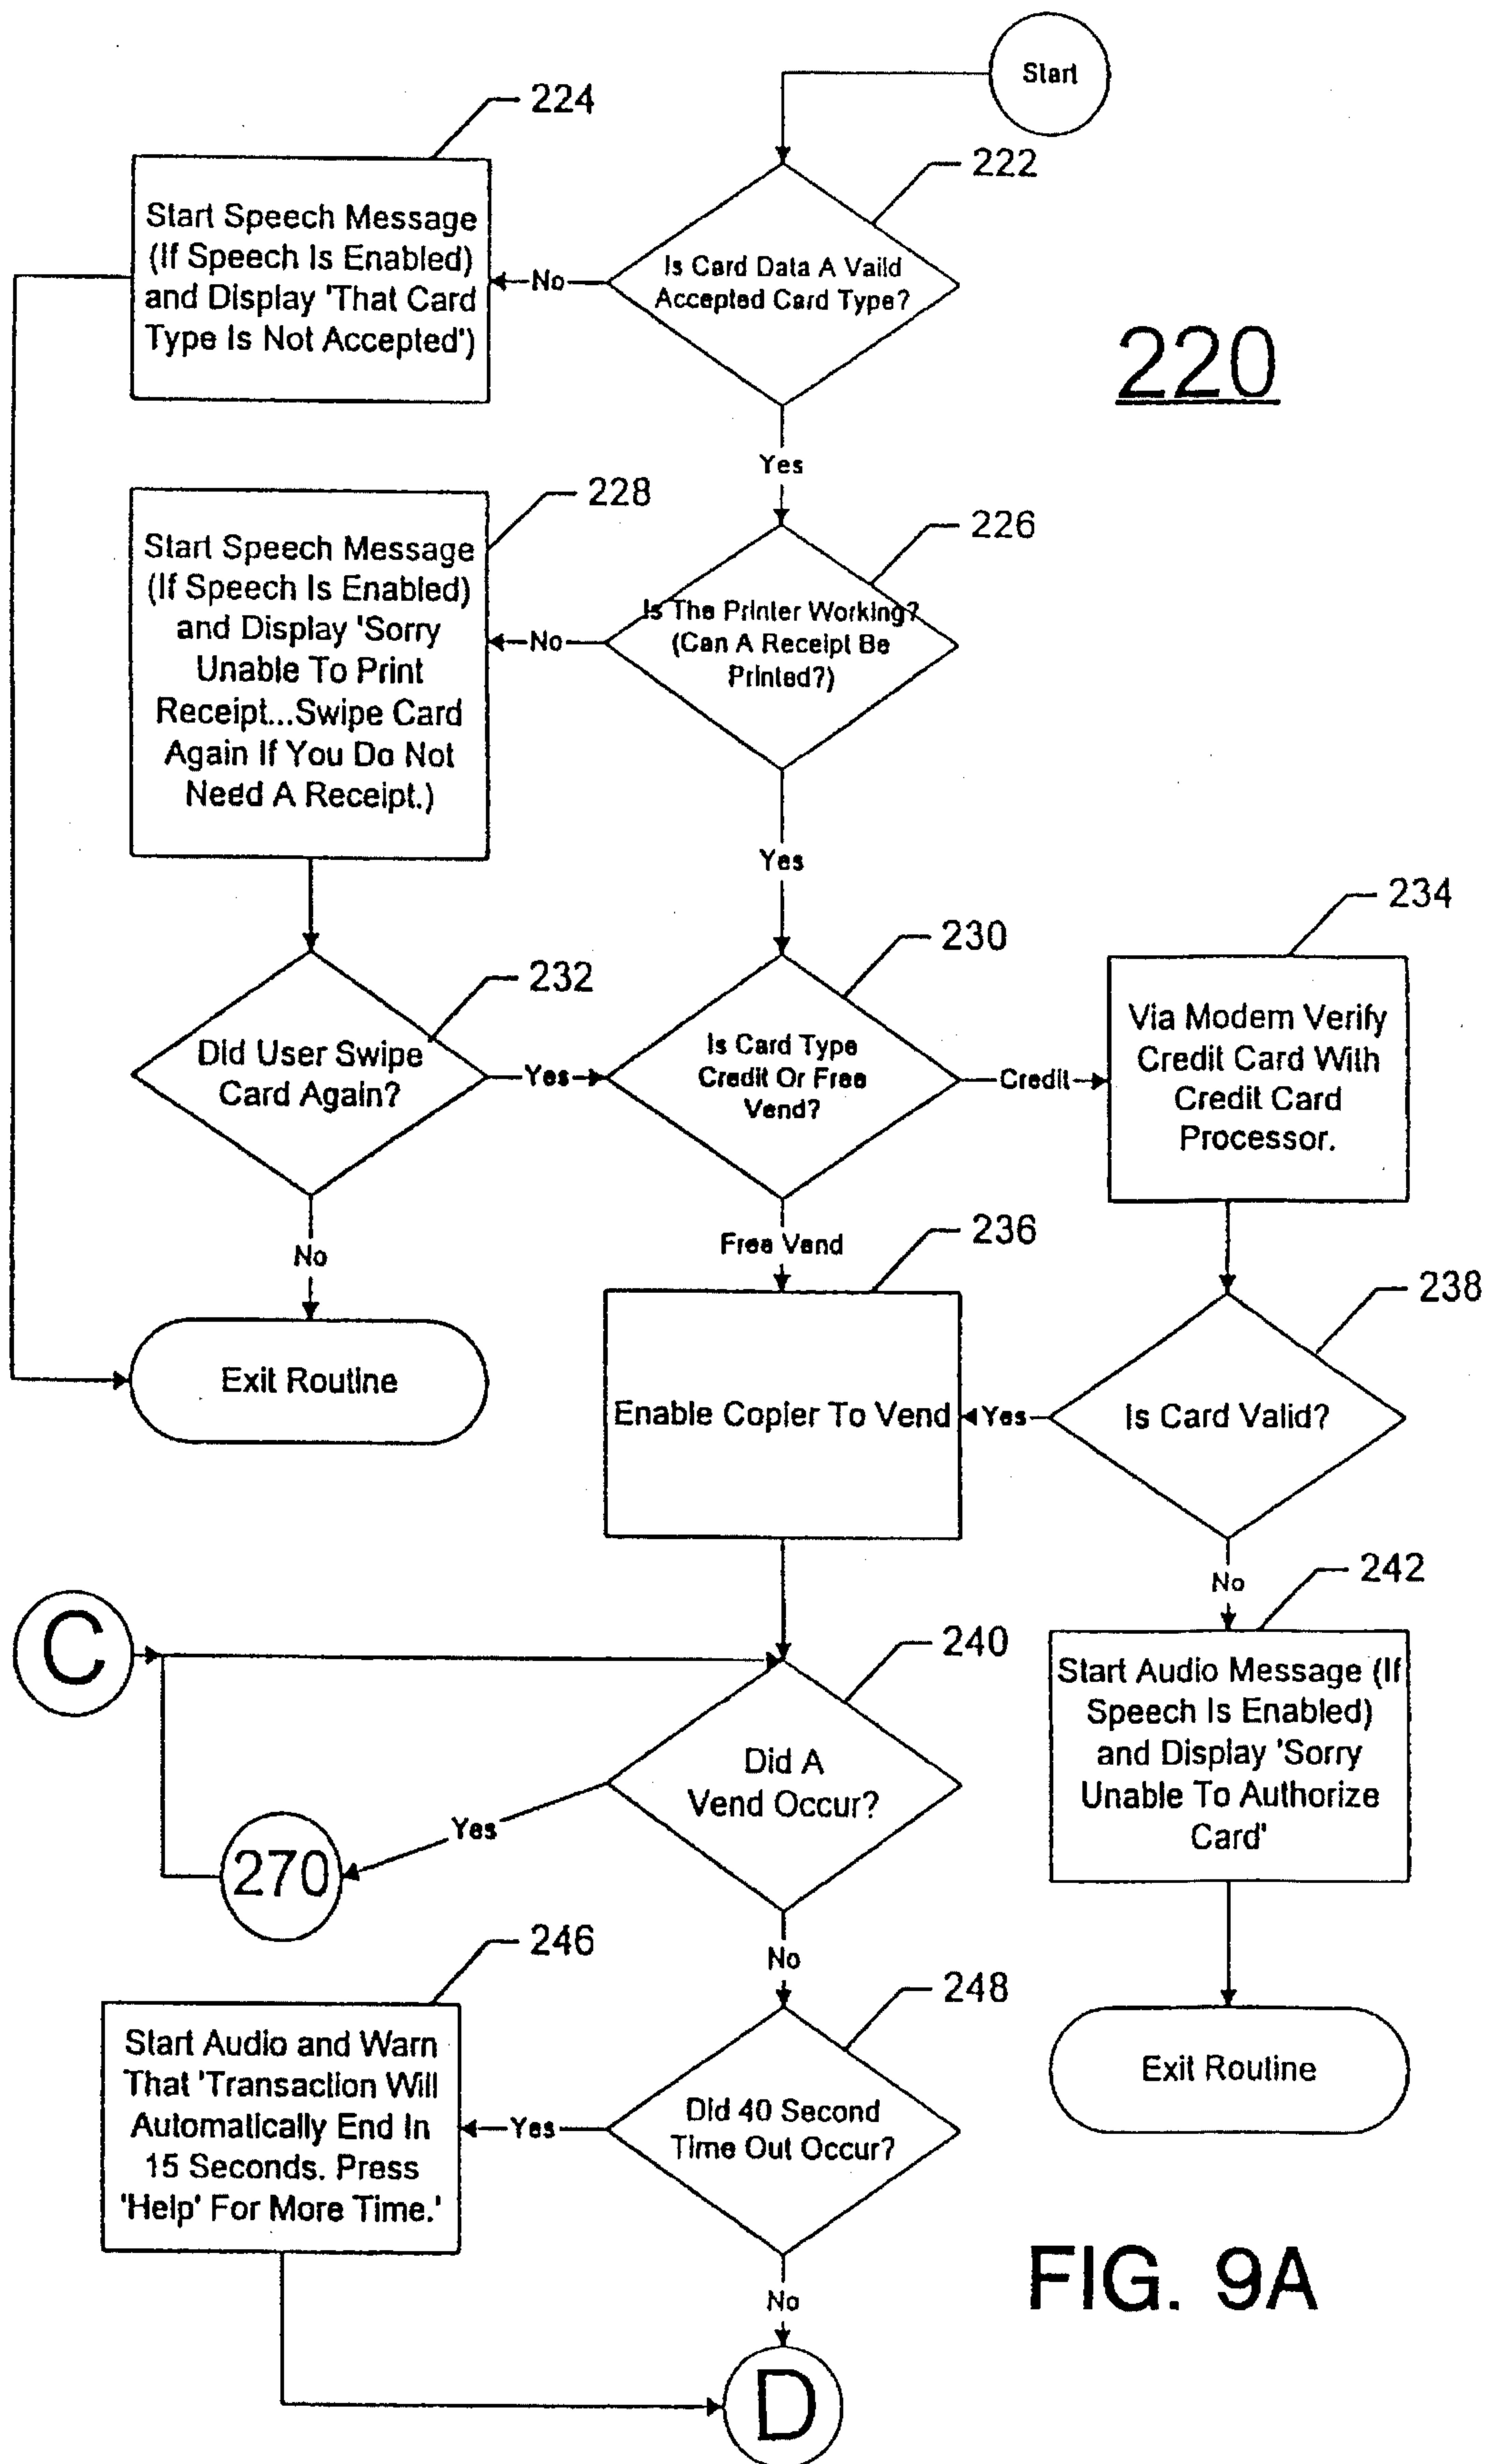 Start
224
222
Start Speech Message
(If Speech Is Enabled)
and Display 'That Card
Type Is Not Accepted')
No
Is Card Data A Vaild
Accepted Card Type?
220
Yes
228
226
Start Speech Message
(If Speech Is Enabled)
and Display 'Sorry
Unable To Print
Receipt...Swipe Card
Again If You Do Not
Need A Receipt.)
No
Is The Printer Working?
(Can A Receipt Be
Printed?)
Yes
234
230
232
Did User Swipe
Card Again?
Yes
Is Card Type
Credit Or Free
Vend?
Credit
Via Modem Verify
Credit Card With
Credit Card
Processor.
No
Free Vend
236
238
Exit Routine
Enable Copier To Vend
Yes
Is Card Valid?
No
242
C
240
Start Audio Message (If
Speech Is Enabled)
and Display 'Sorry
Unable To Authorize
Card'
Did A
Vend Occur?
Yes
270
No
246
248
Start Audio and Warn
That 'Transaction Will
Automatically End In
15 Seconds. Press
'Help' For More Time.'
Yes
Did 40 Second
Time Out Occur?
Exit Routine
No
FIG. 9A
D